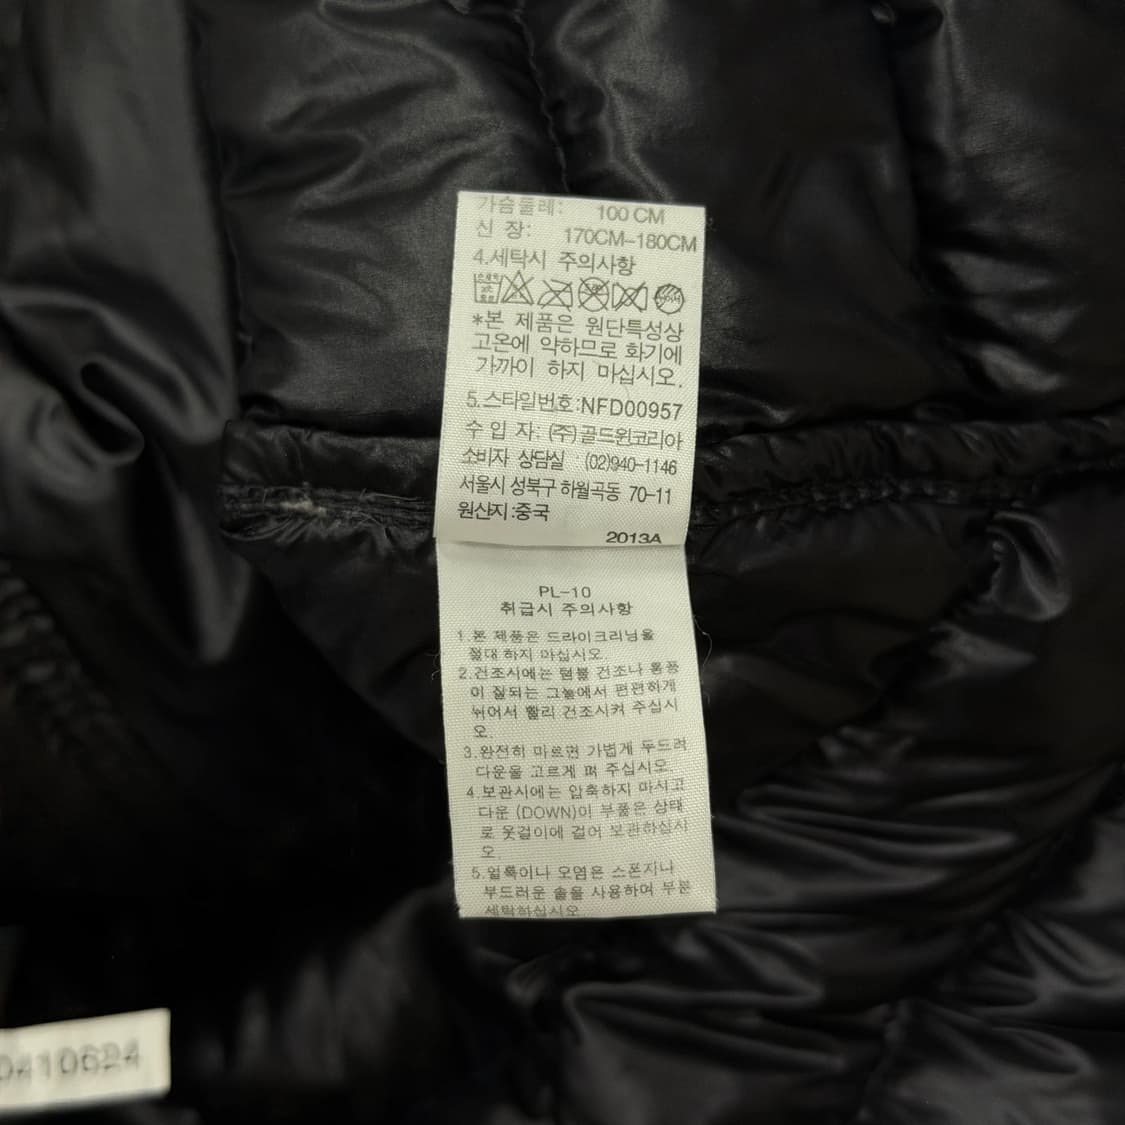 가슴둘레: 100 CM
신 장: 170CM-180CM
4.세탁시 주의사항
*본 제품은 원단특성상
고온에 약하므로 화기에
가까이 하지 마십시오.
5.스타일번호:NFD00957
수 입 자: (주)골드윈코리아
소비자 상담실 (02)940-1146
서울시 성북구 하월곡동 70-11
원산지:중국
2013A
PL-10
취급시 주의사항
1.본 제품은 드라이크리닝을
절대 하지 마십시오.
2.건조시에는 텀블 건조나 통풍
이 잘되는 그늘에서 편편하게
뉘어서 빨리 건조시켜 주십시
오.
3.완전히 마르면 가볍게 두드려
다운을 고르게 펴 주십시오.
4.보관시에는 압축하지 마시고
다운 (DOWN)이 부풀은 상태
로 옷걸이에 걸어 보관하십시
오.
5.얼룩이나 오염은 스폰지나
부드러운 솔을 사용하여 부분
세탁하십시오
0410624